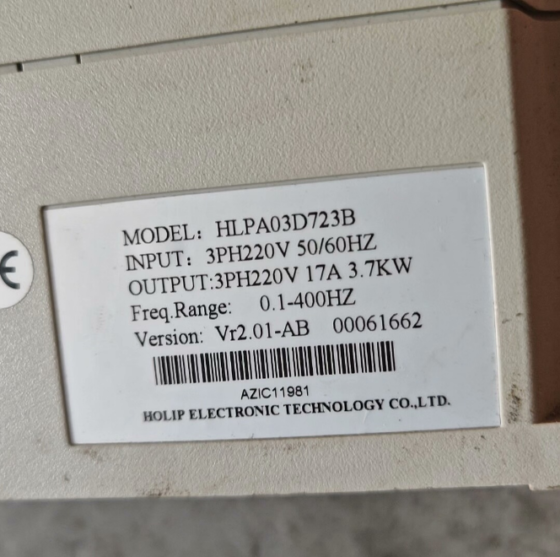 MODEL: HLPA03D723B
INPUT: 3PH220V 50/60HZ
OUTPUT:3PH220V 17A 3.7KW
Freq.Range: 0.1-400HZ
Version: Vr2.01-AB 00061662
AZIC11981
HOLIP ELECTRONIC TECHNOLOGY CO.,LTD.
CE